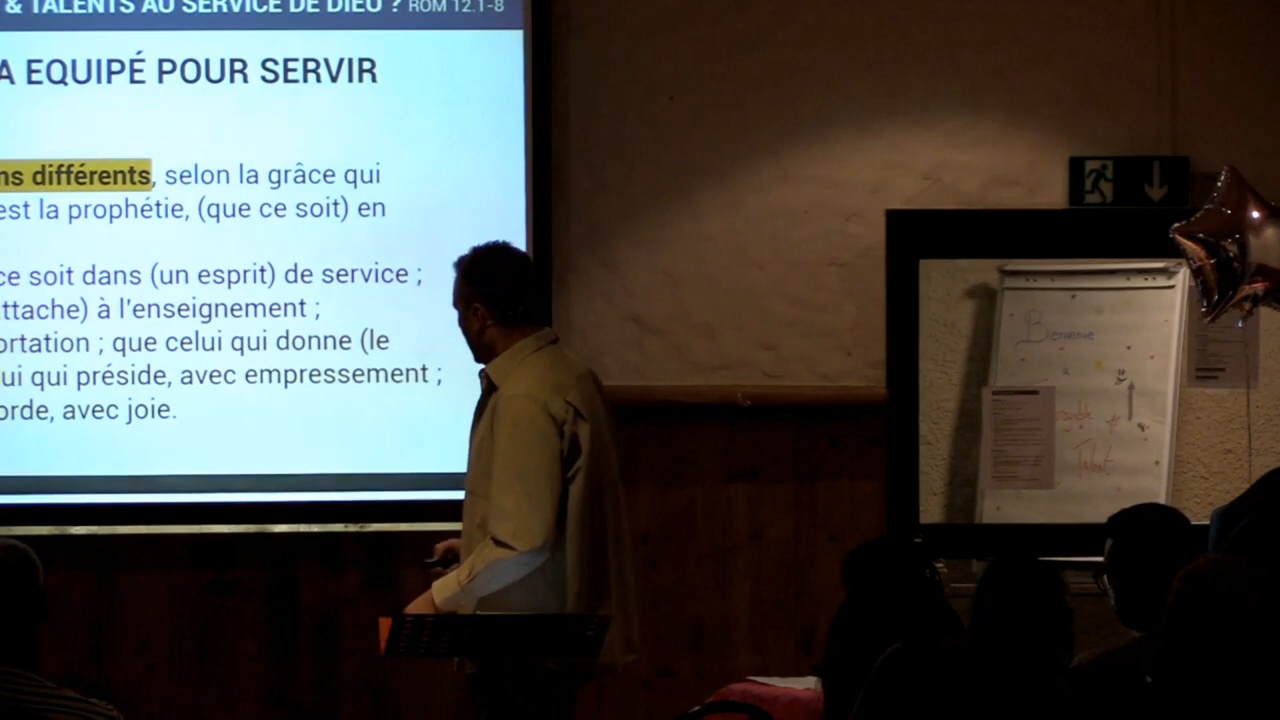 & TALENTS AU SERVICE DE DIEU ? ROM 12.1-8
A EQUIPÉ POUR SERVIR
ns différents, selon la grâce qui
est la prophétie, (que ce soit) en
ce soit dans (un esprit) de service ;
ttache) à l'enseignement ;
ortation ; que celui qui donne (le
ui qui préside, avec empressement ;
orde, avec joie.
Bienvenue
Talent